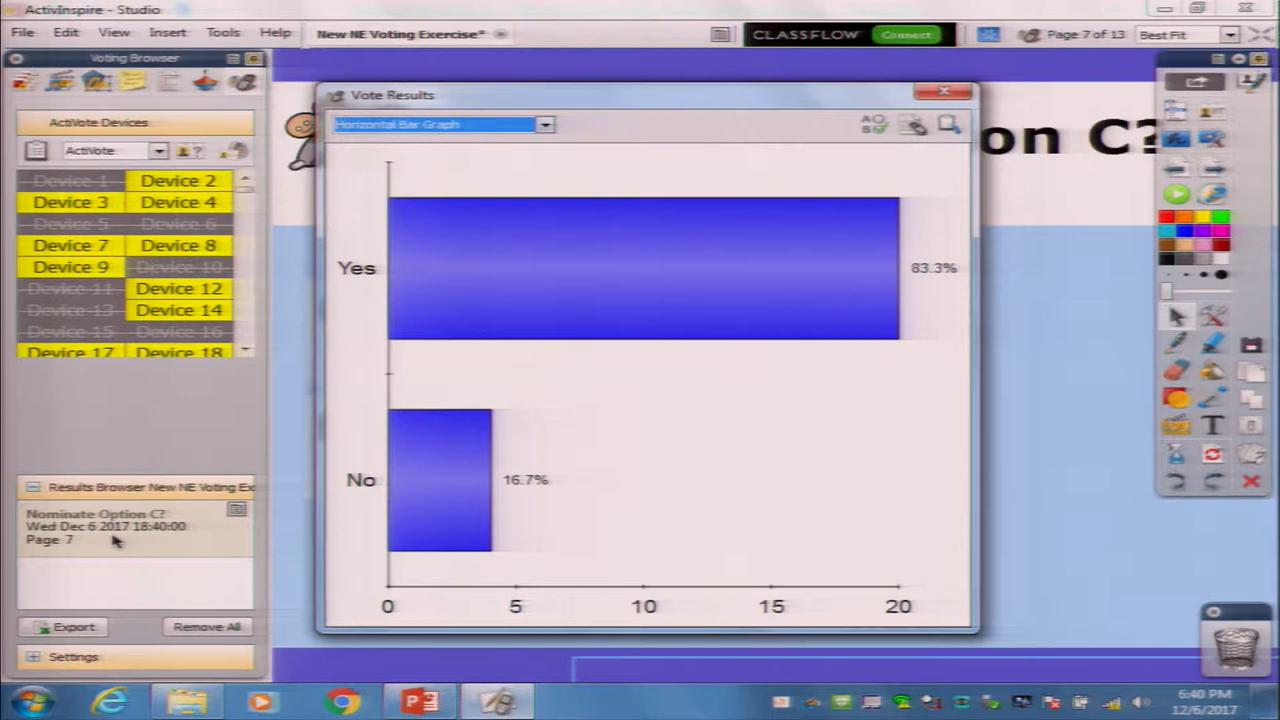 ActivInspire - Studio
File Edit View Insert Tools Help
New NE Voting Exercise*
CLASSFLOW Connect
Page 7 of 13
Best Fit
Voting Browser
ActiVote Devices
ActiVote
Device 1 Device 2
Device 3 Device 4
Device 5 Device 6
Device 7 Device 8
Device 9 Device 10
Device 11 Device 12
Device 13 Device 14
Device 15 Device 16
Device 17 Device 18
Results Browser New NE Voting Ex
Nominate Option C?
Wed Dec 6 2017 18:40:00
Page 7
Export Remove All
Settings
Vote Results
Horizontal Bar Graph
on C?
Yes 83.3%
No 16.7%
0 5 10 15 20
6:40 PM
12/6/2017